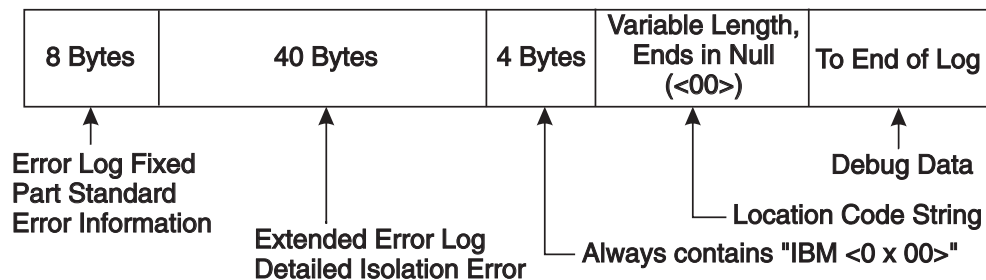 8 Bytes
40 Bytes
4 Bytes
Variable Length,
Ends in Null
(<00>)
To End of Log
Error Log Fixed
Part Standard
Error Information
Extended Error Log
Detailed Isolation Error
Always contains "IBM <0 x 00>"
Location Code String
Debug Data